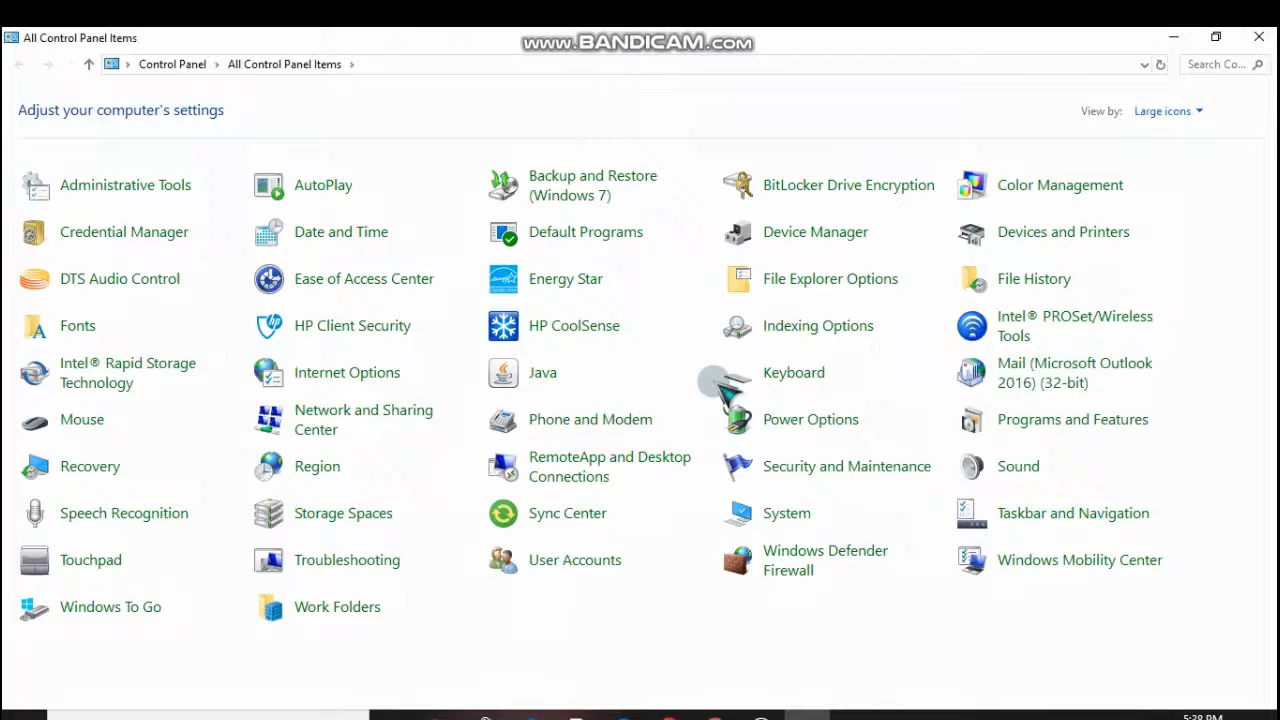 All Control Panel Items
www.BANDICAM.com
Control Panel > All Control Panel Items >
Search Co...
Adjust your computer's settings
View by: Large icons
Administrative Tools
AutoPlay
Backup and Restore
(Windows 7)
BitLocker Drive Encryption
Color Management
Credential Manager
Date and Time
Default Programs
Device Manager
Devices and Printers
DTS Audio Control
Ease of Access Center
Energy Star
File Explorer Options
File History
Fonts
HP Client Security
HP CoolSense
Indexing Options
Intel® PROSet/Wireless
Tools
Intel® Rapid Storage
Technology
Internet Options
Java
Keyboard
Mail (Microsoft Outlook
2016) (32-bit)
Mouse
Network and Sharing
Center
Phone and Modem
Power Options
Programs and Features
Recovery
Region
RemoteApp and Desktop
Connections
Security and Maintenance
Sound
Speech Recognition
Storage Spaces
Sync Center
System
Taskbar and Navigation
Touchpad
Troubleshooting
User Accounts
Windows Defender
Firewall
Windows Mobility Center
Windows To Go
Work Folders